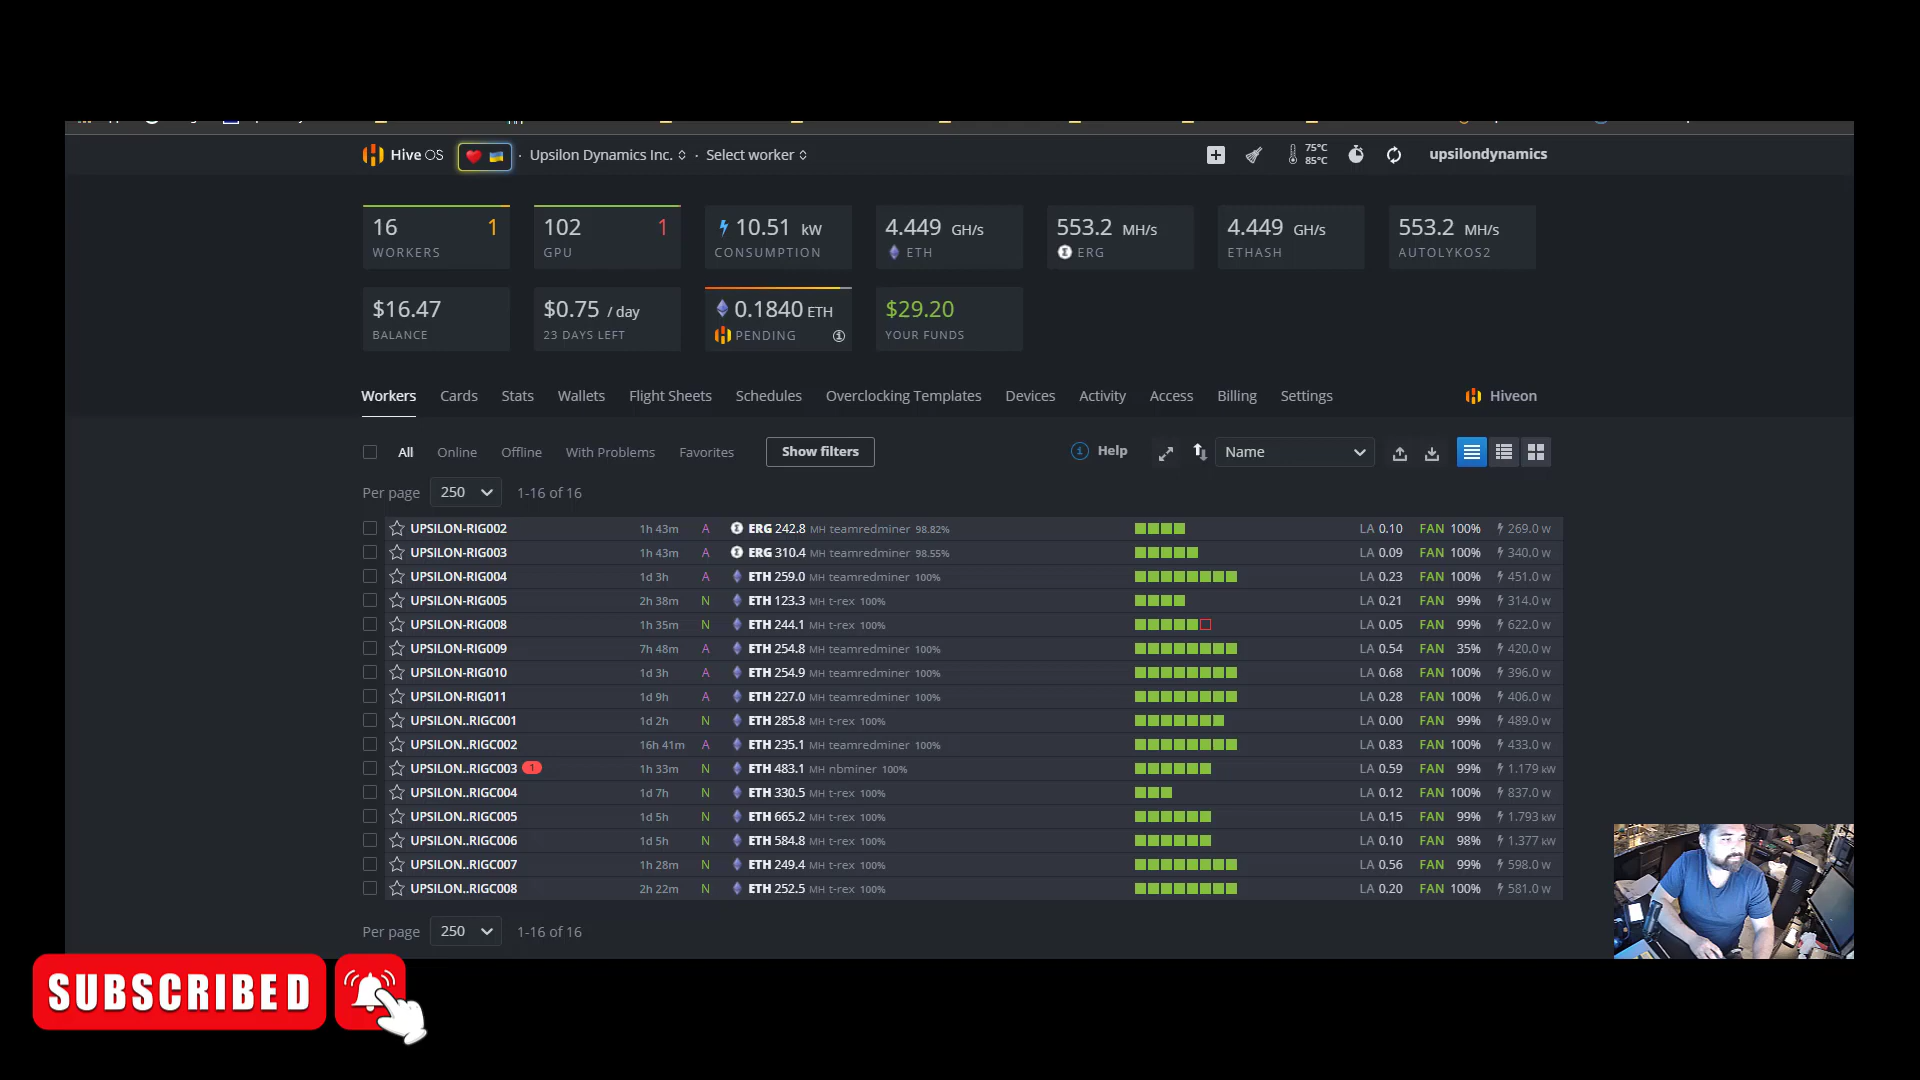 Hive OS · Upsilon Dynamics Inc. · Select worker 75°C 85°C upsilondynamics
16 1 WORKERS
102 1 GPU
10.51 kW CONSUMPTION
4.449 GH/s ETH
553.2 MH/s ERG
4.449 GH/s ETHASH
553.2 MH/s AUTOLYKOS2
$16.47 BALANCE
$0.75 / day 23 DAYS LEFT
0.1840 ETH PENDING
$29.20 YOUR FUNDS
Workers Cards Stats Wallets Flight Sheets Schedules Overclocking Templates Devices Activity Access Billing Settings Hiveon
All Online Offline With Problems Favorites Show filters Help Name
Per page 250 1-16 of 16
UPSILON-RIG002 1h 43m A ERG 242.8 MH teamredminer 98.82% LA 0.10 FAN 100% 269.0 W
UPSILON-RIG003 1h 43m A ERG 310.4 MH teamredminer 98.55% LA 0.09 FAN 100% 340.0 W
UPSILON-RIG004 1d 3h A ETH 259.0 MH teamredminer 100% LA 0.23 FAN 100% 451.0 W
UPSILON-RIG005 2h 38m N ETH 123.3 MH t-rex 100% LA 0.21 FAN 99% 314.0 W
UPSILON-RIG008 1h 35m N ETH 244.1 MH t-rex 100% LA 0.05 FAN 99% 622.0 W
UPSILON-RIG009 7h 48m A ETH 254.8 MH teamredminer 100% LA 0.54 FAN 35% 420.0 W
UPSILON-RIG010 1d 3h A ETH 254.9 MH teamredminer 100% LA 0.68 FAN 100% 396.0 W
UPSILON-RIG011 1d 9h A ETH 227.0 MH teamredminer 100% LA 0.28 FAN 100% 406.0 W
UPSILON..RIGC001 1d 2h N ETH 285.8 MH t-rex 100% LA 0.00 FAN 99% 489.0 W
UPSILON..RIGC002 16h 41m A ETH 235.1 MH teamredminer 100% LA 0.83 FAN 100% 433.0 W
UPSILON..RIGC003 1 1h 33m N ETH 483.1 MH nbminer 100% LA 0.59 FAN 99% 1.179 kW
UPSILON..RIGC004 1d 7h N ETH 330.5 MH t-rex 100% LA 0.12 FAN 100% 837.0 W
UPSILON..RIGC005 1d 5h N ETH 665.2 MH t-rex 100% LA 0.15 FAN 99% 1.793 kW
UPSILON..RIGC006 1d 5h N ETH 584.8 MH t-rex 100% LA 0.10 FAN 98% 1.377 kW
UPSILON..RIGC007 1h 28m N ETH 249.4 MH t-rex 100% LA 0.56 FAN 99% 598.0 W
UPSILON..RIGC008 2h 22m N ETH 252.5 MH t-rex 100% LA 0.20 FAN 100% 581.0 W
Per page 250 1-16 of 16
SUBSCRIBED